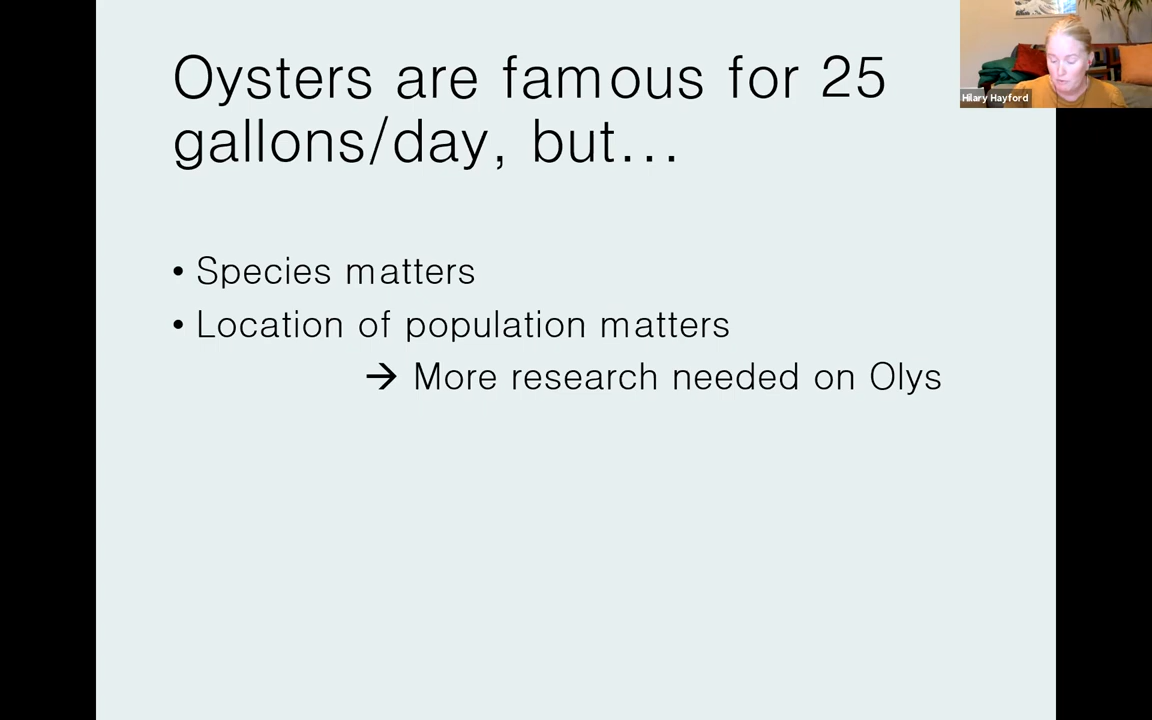 Oysters are famous for 25
gallons/day, but...
• Species matters
• Location of population matters
→ More research needed on Olys
Hilary Hayford